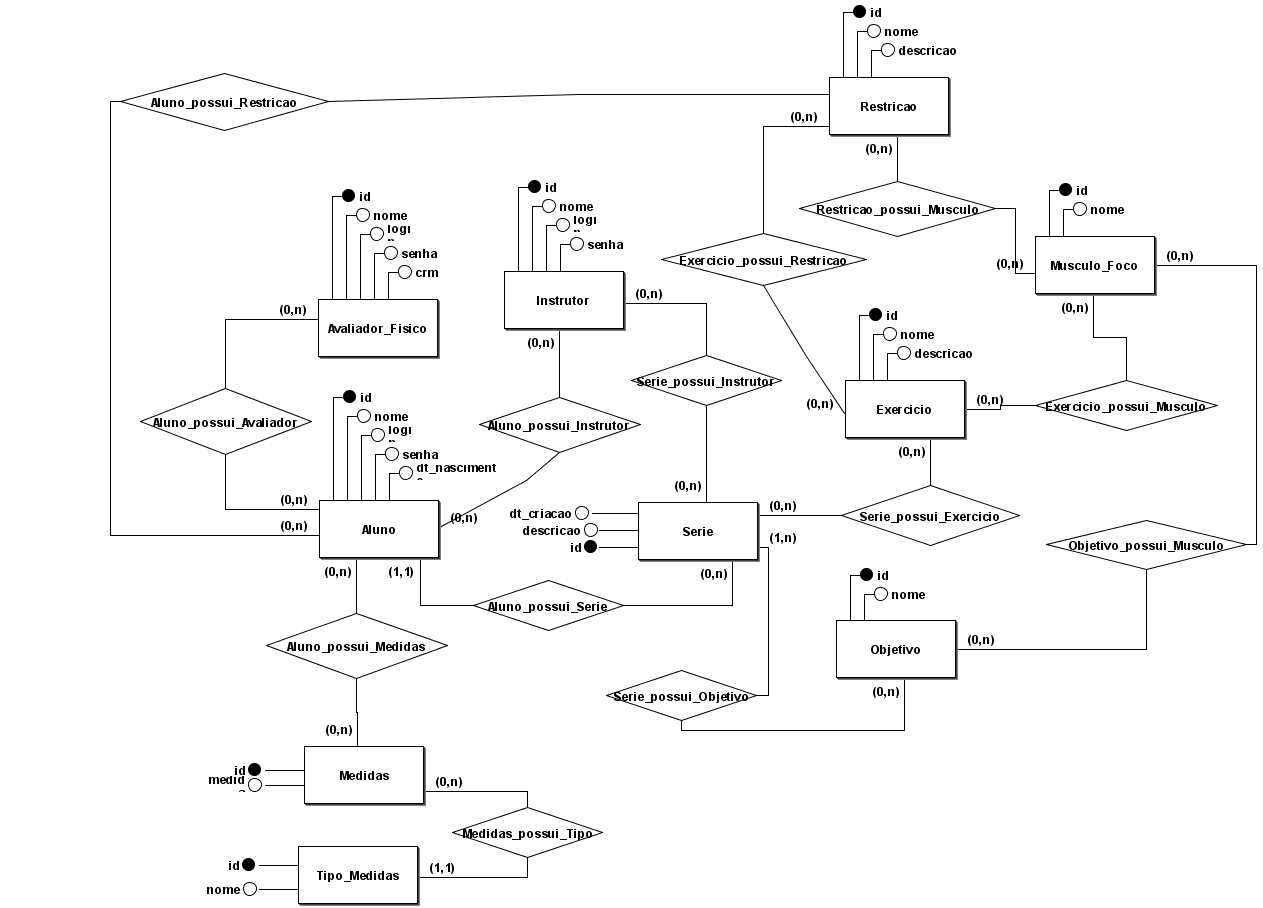 id
nome
descricao
Restricao
(0,n)
(0,n)
Aluno_possui_Restricao
Restricao_possui_Musculo
id
nome
Musculo_Foco
(0,n)
(0,n)
(0,n)
id
nome
senha
crm
Avaliador_Fisico
(0,n)
id
nome
senha
Instrutor
(0,n)
(0,n)
Exercicio_possui_Restricao
id
nome
descricao
Exercicio
(0,n)
(0,n)
(0,n)
Exercicio_possui_Musculo
Serie_possui_Instrutor
Aluno_possui_Avaliador
Aluno_possui_Instrutor
id
nome
senha
dt_nasciment
Aluno
(0,n)
(0,n)
(0,n)
(0,n)
(1,1)
dt_criacao
descricao
id
Serie
(0,n)
(0,n)
(1,n)
(0,n)
Serie_possui_Exercicio
Objetivo_possui_Musculo
Aluno_possui_Serie
id
nome
Objetivo
(0,n)
(0,n)
Aluno_possui_Medidas
Serie_possui_Objetivo
(0,n)
id
Medidas
(0,n)
Medidas_possui_Tipo
id
nome
Tipo_Medidas
(1,1)